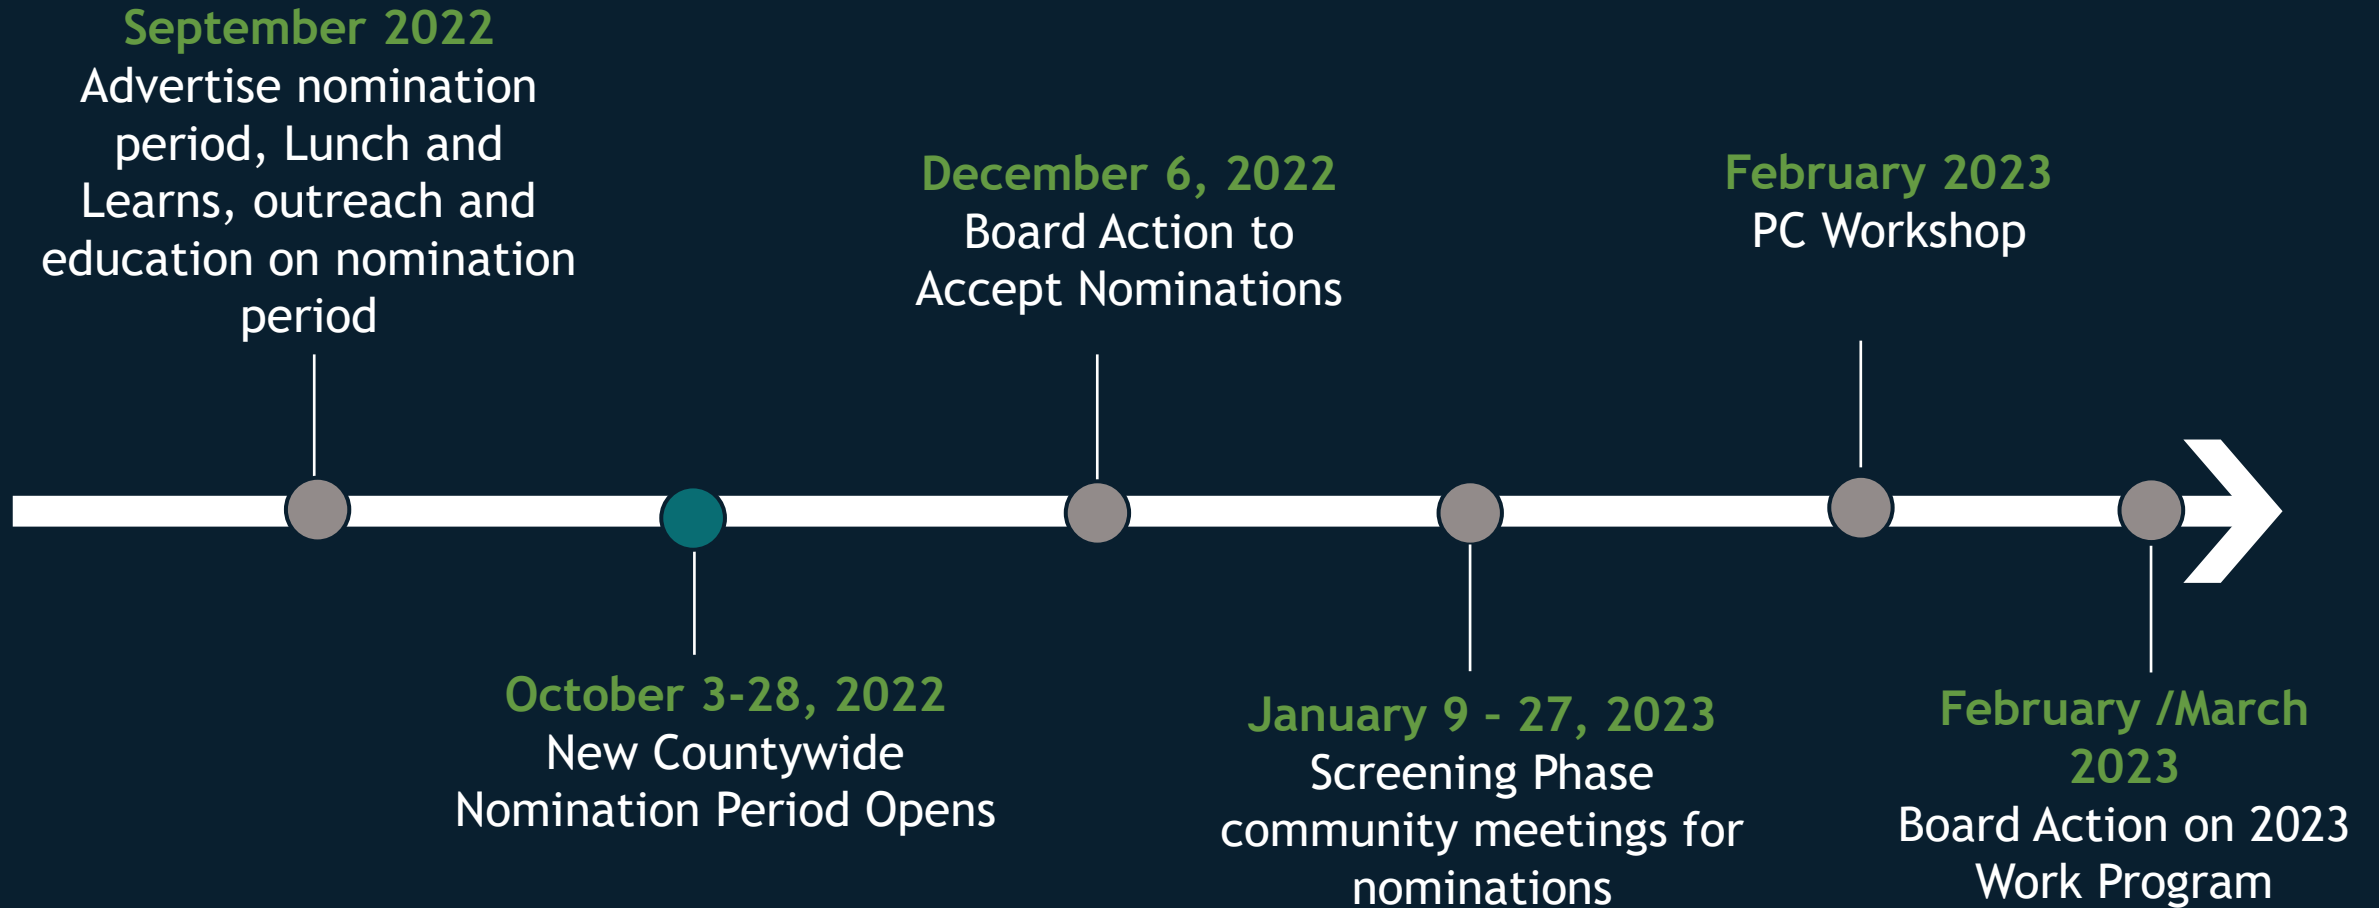 September 2022
Advertise nomination
period, Lunch and
Learns, outreach and
education on nomination
period
October 3-28, 2022
New Countywide
Nomination Period Opens
December 6, 2022
Board Action to
Accept Nominations
January 9 – 27, 2023
Screening Phase
community meetings for
nominations
February 2023
PC Workshop
February /March
2023
Board Action on 2023
Work Program